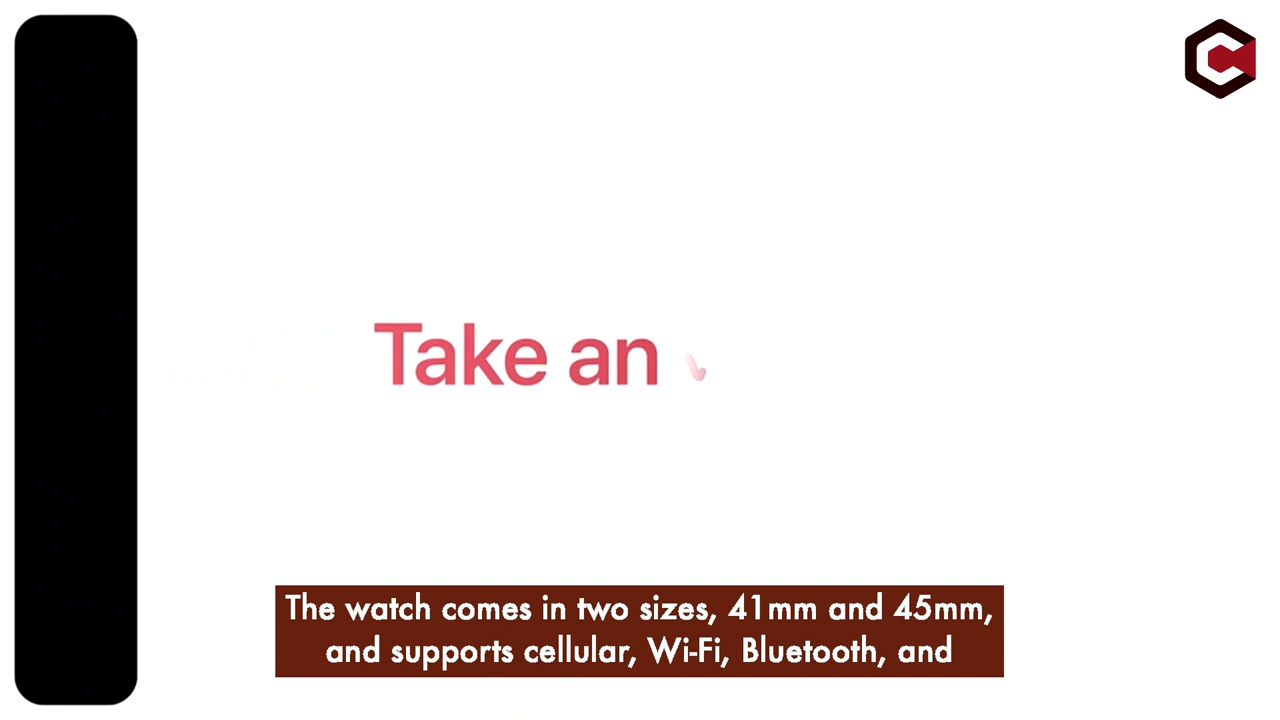 Take an
The watch comes in two sizes, 41mm and 45mm,
and supports cellular, Wi-Fi, Bluetooth, and